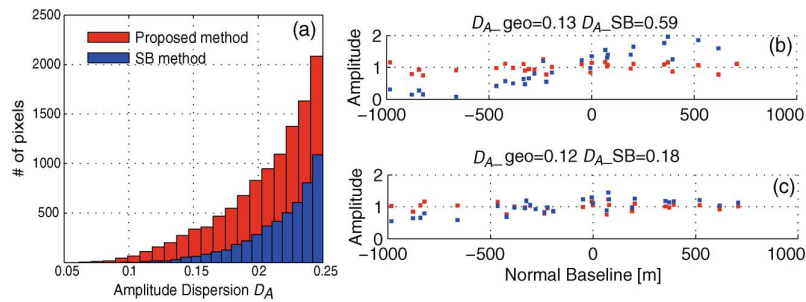 (a)
Proposed method
SB method
# of pixels
2500
2000
1500
1000
500
0.05
0.1
0.15
0.2
0.25
Amplitude Dispersion D_A
D_A_geo=0.13 D_A_SB=0.59
(b)
Amplitude
2
1
0
-1000
-500
0
500
1000
D_A_geo=0.12 D_A_SB=0.18
(c)
Amplitude
2
1
0
-1000
-500
0
500
1000
Normal Baseline [m]